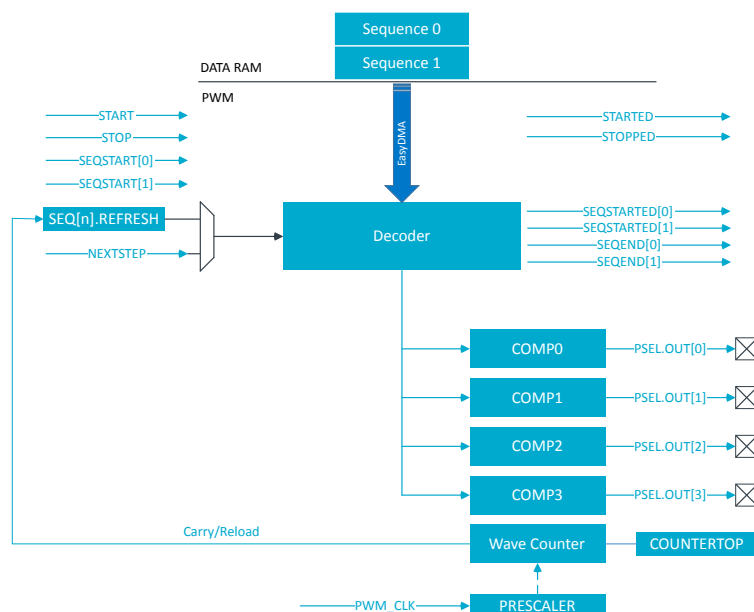 Sequence 0
Sequence 1
DATA RAM
PWM
START
STOP
SEQSTART[0]
SEQSTART[1]
EasyDMA
STARTED
STOPPED
SEQ[n].REFRESH
NEXTSTEP
Decoder
SEQSTARTED[0]
SEQSTARTED[1]
SEQEND[0]
SEQEND[1]
COMP0
PSEL.OUT[0]
COMP1
PSEL.OUT[1]
COMP2
PSEL.OUT[2]
COMP3
PSEL.OUT[3]
Carry/Reload
Wave Counter
COUNTERTOP
PWM_CLK
PRESCALER